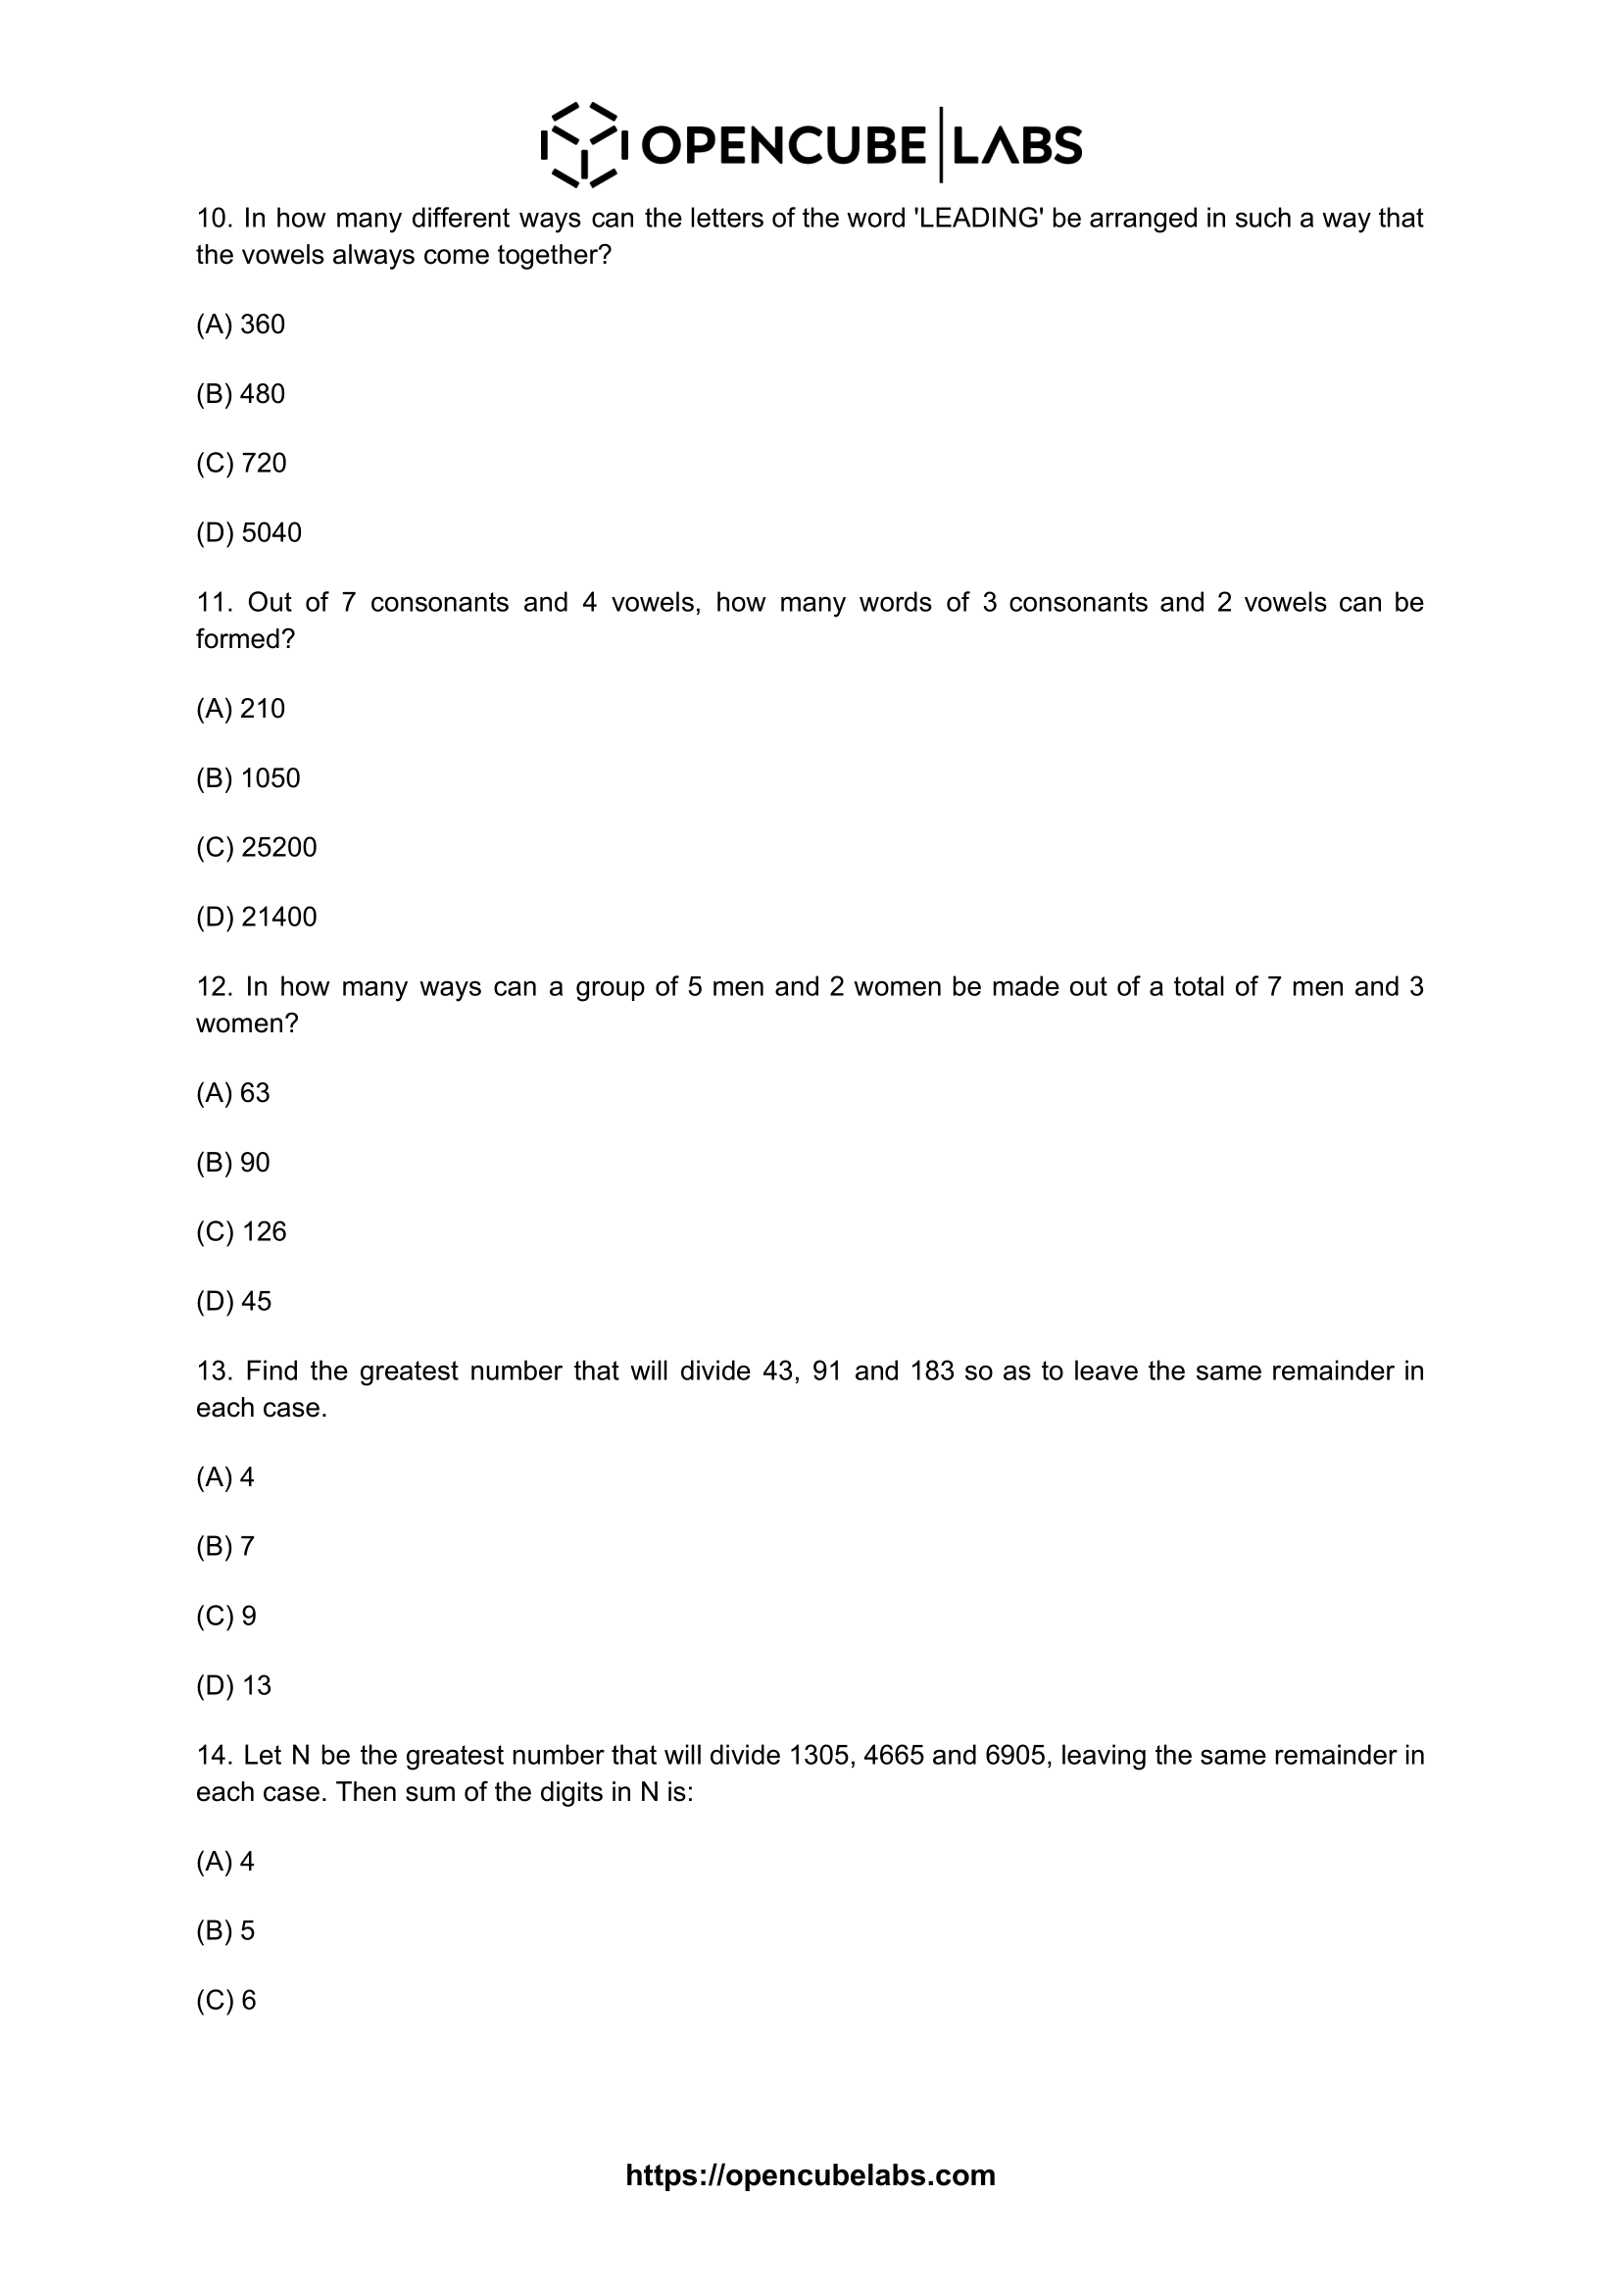 OPENCUBE LABS
10. In how many different ways can the letters of the word 'LEADING' be arranged in such a way that
the vowels always come together?
(A) 360
(B) 480
(C) 720
(D) 5040
11. Out of 7 consonants and 4 vowels, how many words of 3 consonants and 2 vowels can be
formed?
(A) 210
(B) 1050
(C) 25200
(D) 21400
12. In how many ways can a group of 5 men and 2 women be made out of a total of 7 men and 3
women?
(A) 63
(B) 90
(C) 126
(D) 45
13. Find the greatest number that will divide 43, 91 and 183 so as to leave the same remainder in
each case.
(A) 4
(B) 7
(C) 9
(D) 13
14. Let N be the greatest number that will divide 1305, 4665 and 6905, leaving the same remainder in
each case. Then sum of the digits in N is:
(A) 4
(B) 5
(C) 6
https://opencubelabs.com